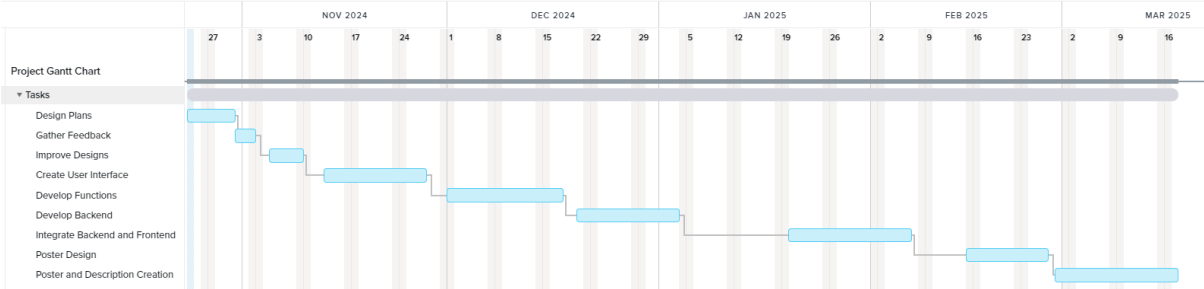 NOV 2024 DEC 2024 JAN 2025 FEB 2025 MAR 2025
27 3 10 17 24 1 8 15 22 29 5 12 19 26 2 9 16 23 2 9 16
Project Gantt Chart
Tasks
Design Plans
Gather Feedback
Improve Designs
Create User Interface
Develop Functions
Develop Backend
Integrate Backend and Frontend
Poster Design
Poster and Description Creation